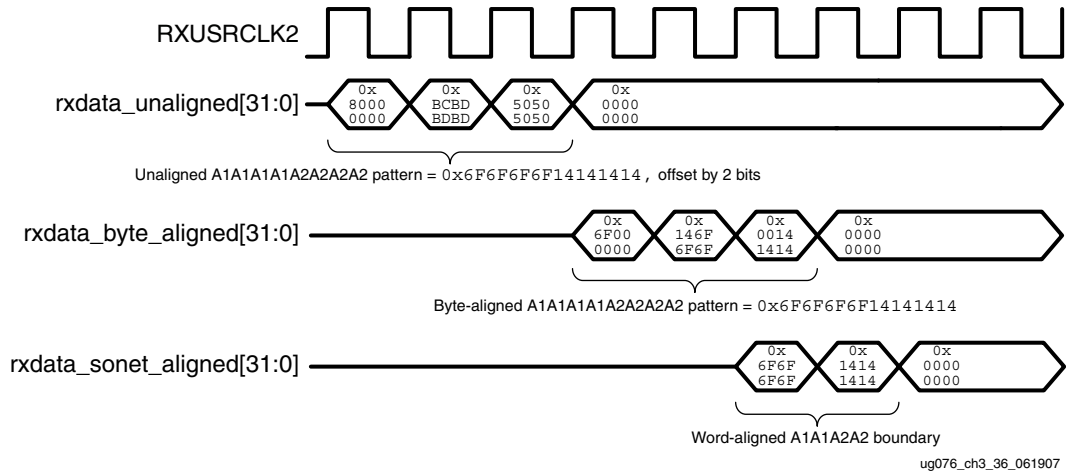 RXUSRCLK2
rxdata_unaligned[31:0]
0x
8000
0000
0x
BCBD
BDBD
0x
5050
5050
0x
0000
0000
Unaligned A1A1A1A1A2A2A2A2 pattern = 0x6F6F6F6F14141414, offset by 2 bits
rxdata_byte_aligned[31:0]
0x
6F00
0000
0x
146F
6F6F
0x
0014
1414
0x
0000
0000
Byte-aligned A1A1A1A1A2A2A2A2 pattern = 0x6F6F6F6F14141414
rxdata_sonet_aligned[31:0]
0x
6F6F
6F6F
0x
1414
1414
0x
0000
0000
Word-aligned A1A1A2A2 boundary
ug076_ch3_36_061907